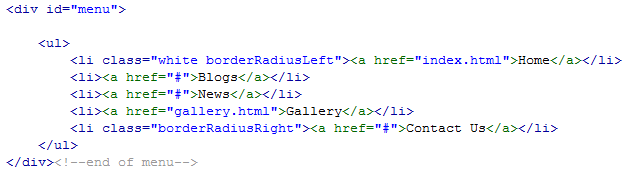 <div id="menu">
<ul>
<li class="white borderRadiusLeft"><a href="index.html">Home</a></li>
<li><a href="#">Blogs</a></li>
<li><a href="#">News</a></li>
<li><a href="gallery.html">Gallery</a></li>
<li class="borderRadiusRight"><a href="#">Contact Us</a></li>
</ul>
</div><!--end of menu-->